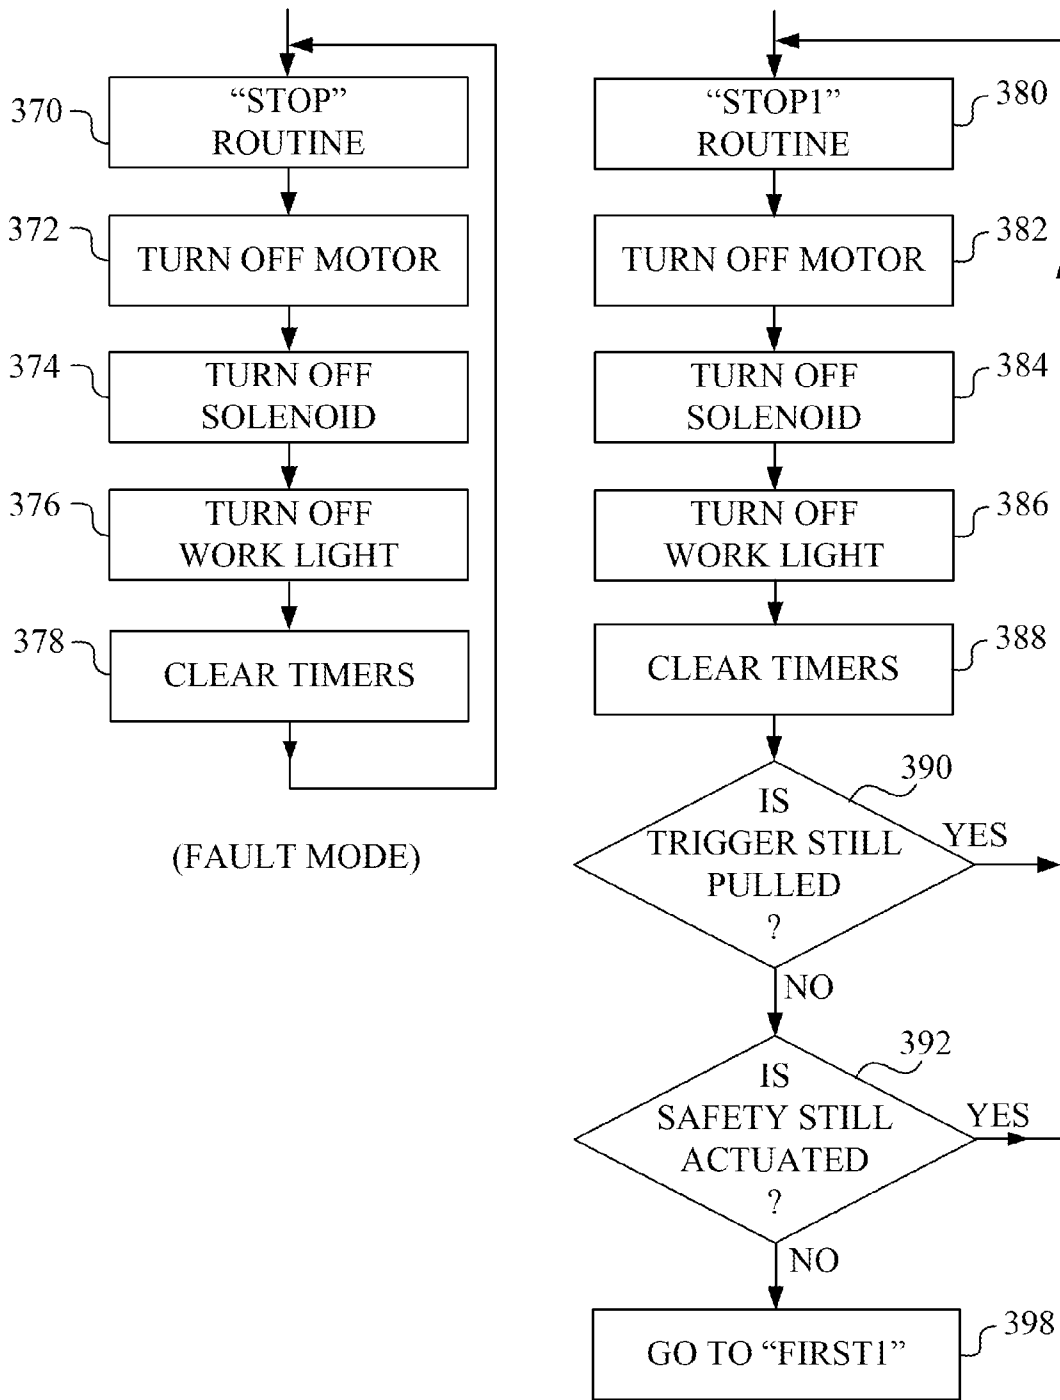 370
“STOP”
ROUTINE
372
TURN OFF MOTOR
374
TURN OFF
SOLENOID
376
TURN OFF
WORK LIGHT
378
CLEAR TIMERS
(FAULT MODE)
“STOP1”
ROUTINE
380
TURN OFF MOTOR
382
TURN OFF
SOLENOID
384
TURN OFF
WORK LIGHT
386
CLEAR TIMERS
388
IS
TRIGGER STILL
PULLED
?
390
YES
NO
IS
SAFETY STILL
ACTUATED
?
392
YES
NO
GO TO “FIRST1”
398